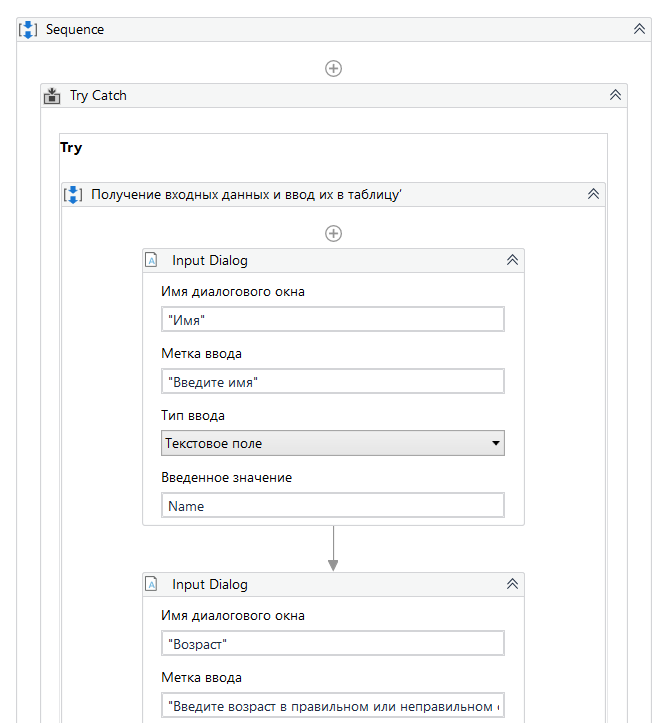 Sequence
Try Catch
Try
Получение входных данных и ввод их в таблицу'
Input Dialog
Имя диалогового окна
"Имя"
Метка ввода
"Введите имя"
Тип ввода
Текстовое поле
Введенное значение
Name
Input Dialog
Имя диалогового окна
"Возраст"
Метка ввода
"Введите возраст в правильном или неправильном